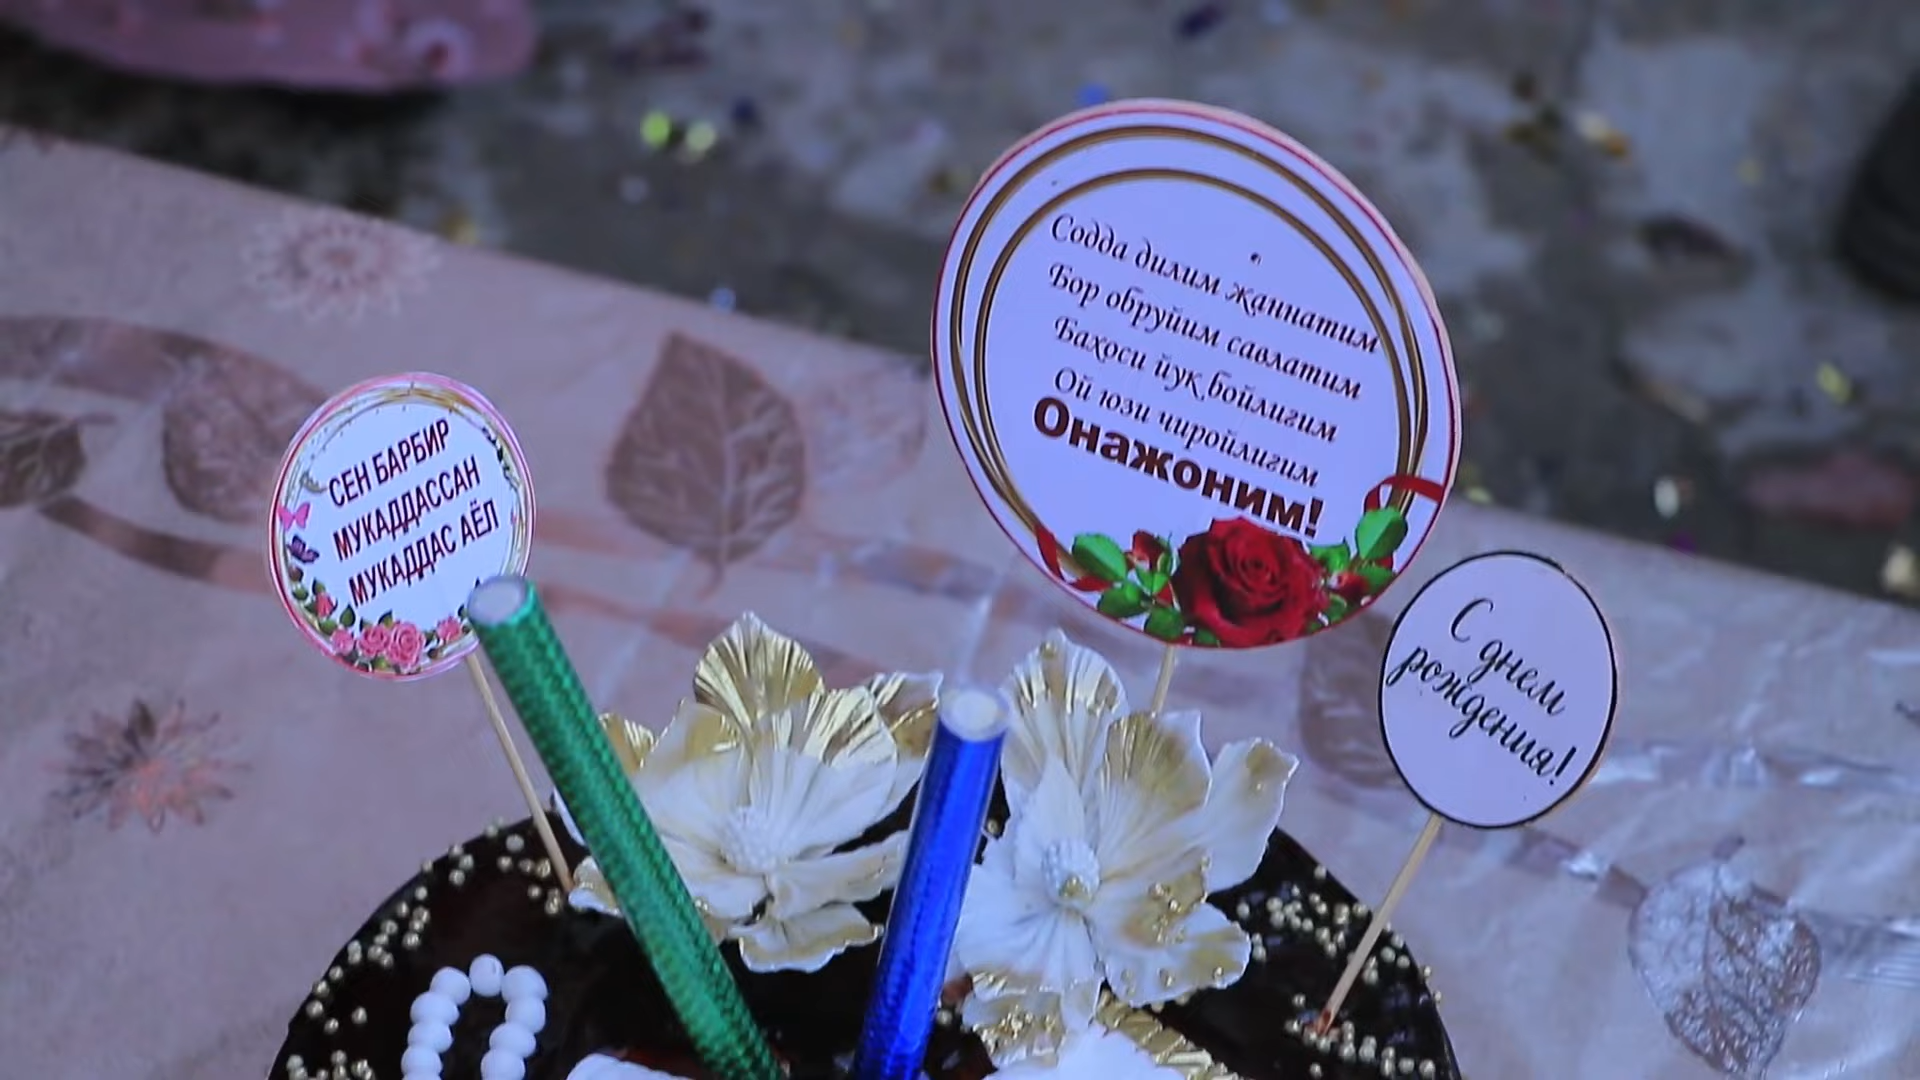 СЕН БАРБИР
МУКАДДАССАН
МУКАДДАС АЁЛ
Содда дилим жаннатим
Бор обруйим савлатим
Бахоси йук бойлигим
Ой юзи чиройлигим
Онажоним!
С днем
рождения!